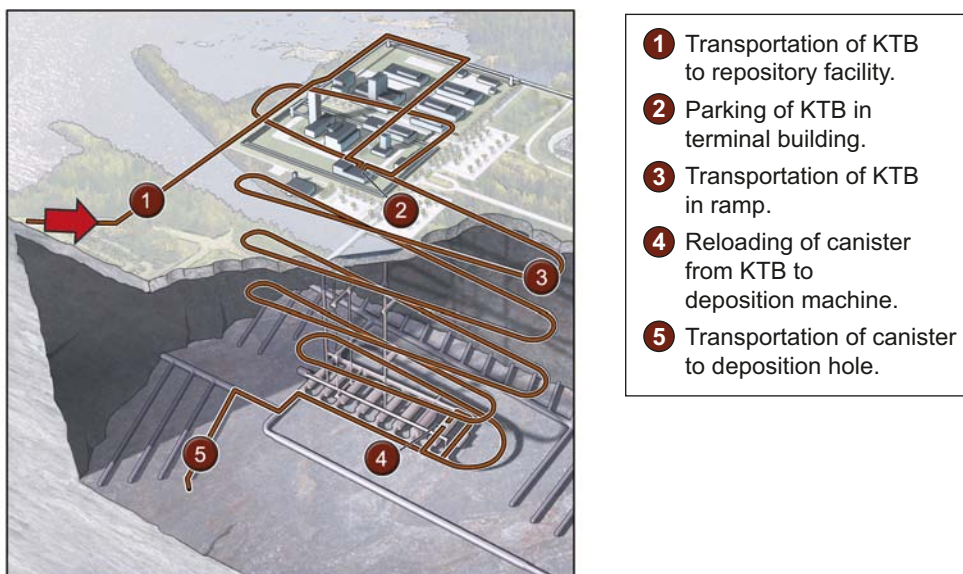 1 Transportation of KTB
to repository facility.
2 Parking of KTB in
terminal building.
3 Transportation of KTB
in ramp.
4 Reloading of canister
from KTB to
deposition machine.
5 Transportation of canister
to deposition hole.
1
2
3
4
5